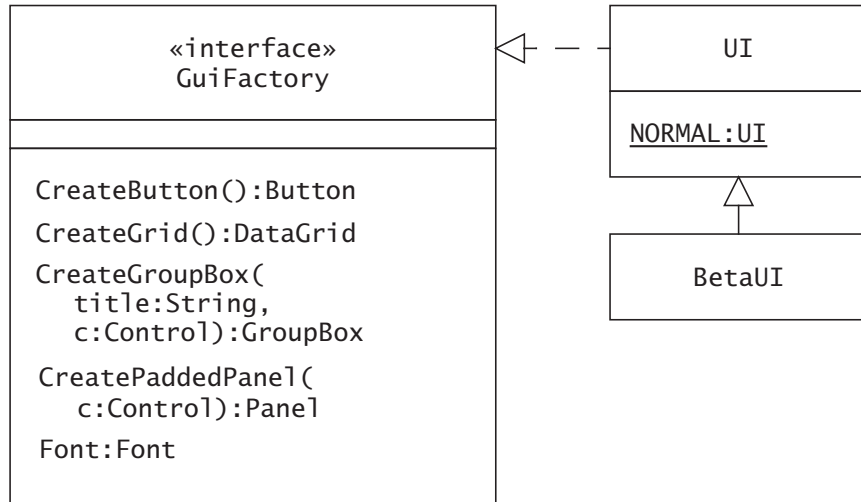 «interface»
GuiFactory
CreateButton():Button
CreateGrid():DataGrid
CreateGroupBox(
title:String,
c:Control):GroupBox
CreatePaddedPanel(
c:Control):Panel
Font:Font
UI
NORMAL:UI
BetaUI